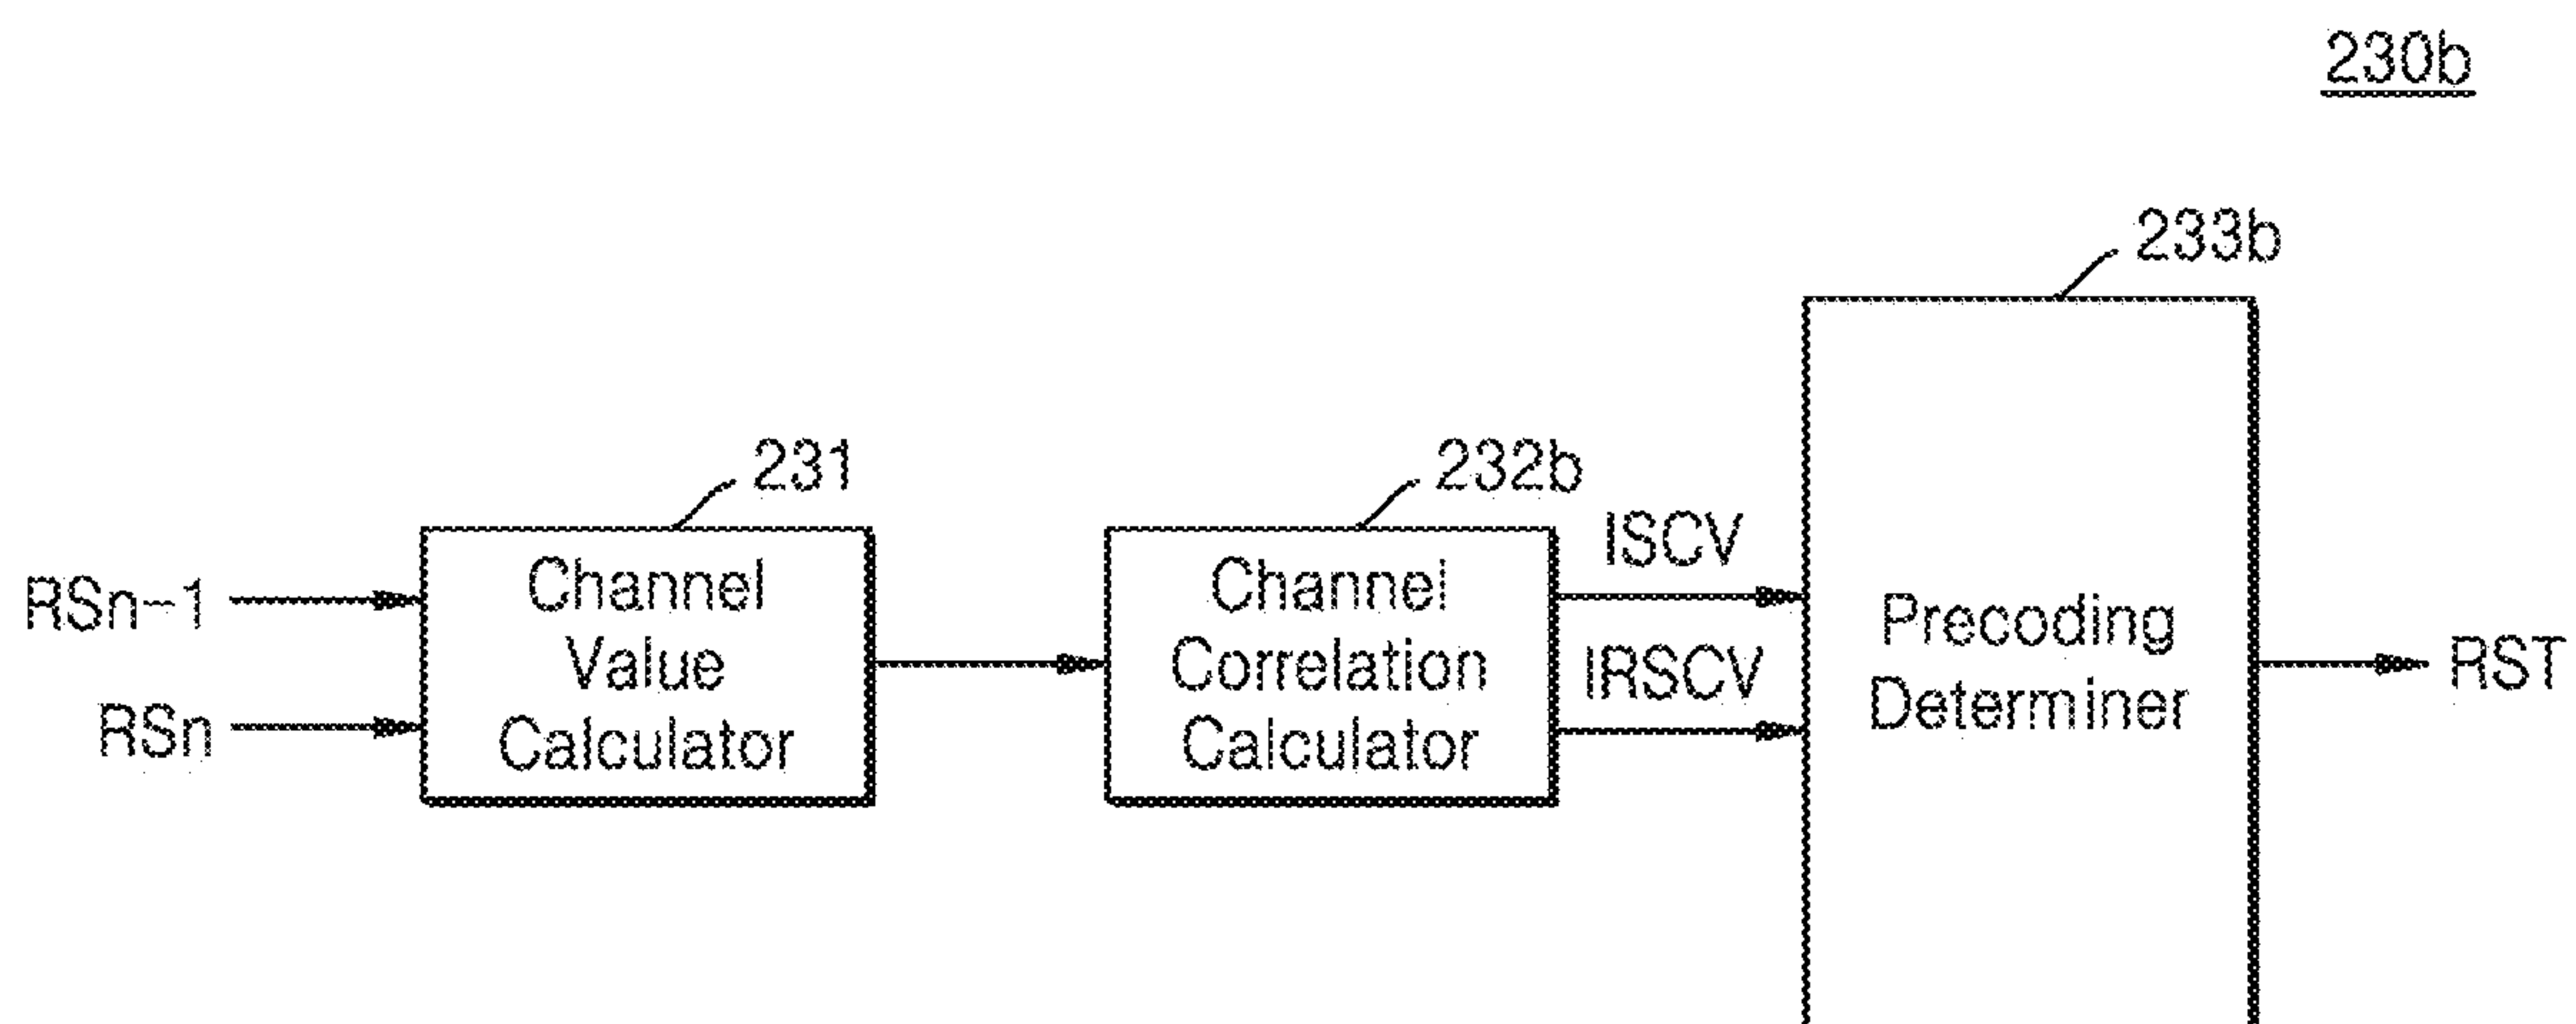 230b
233b
231
232b
RSn-1
RSn
Channel
Value
Calculator
Channel
Correlation
Calculator
ISCV
IRSCV
Precoding
Determiner
RST